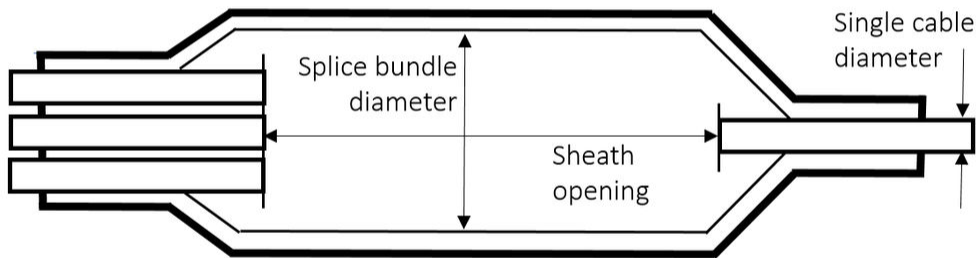 Single cable
diameter
Splice bundle
diameter
Sheath
opening